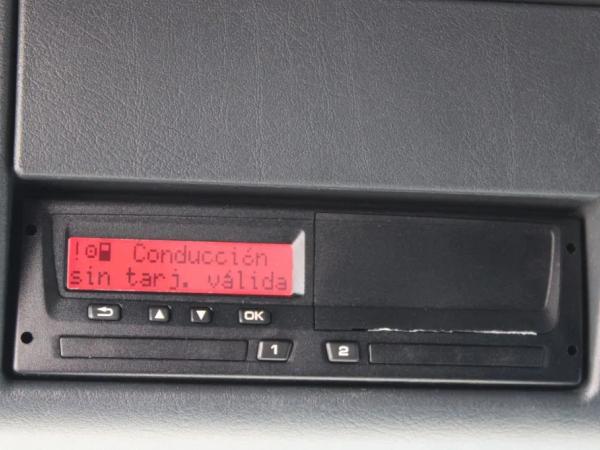 ! Conducción
sin tarj. válida
OK
1
2